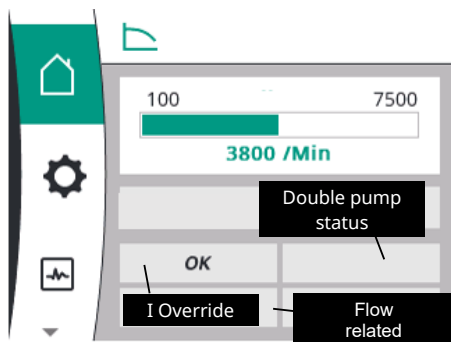 100 7500
3800 /Min
Double pump
status
OK
I Override
Flow
related